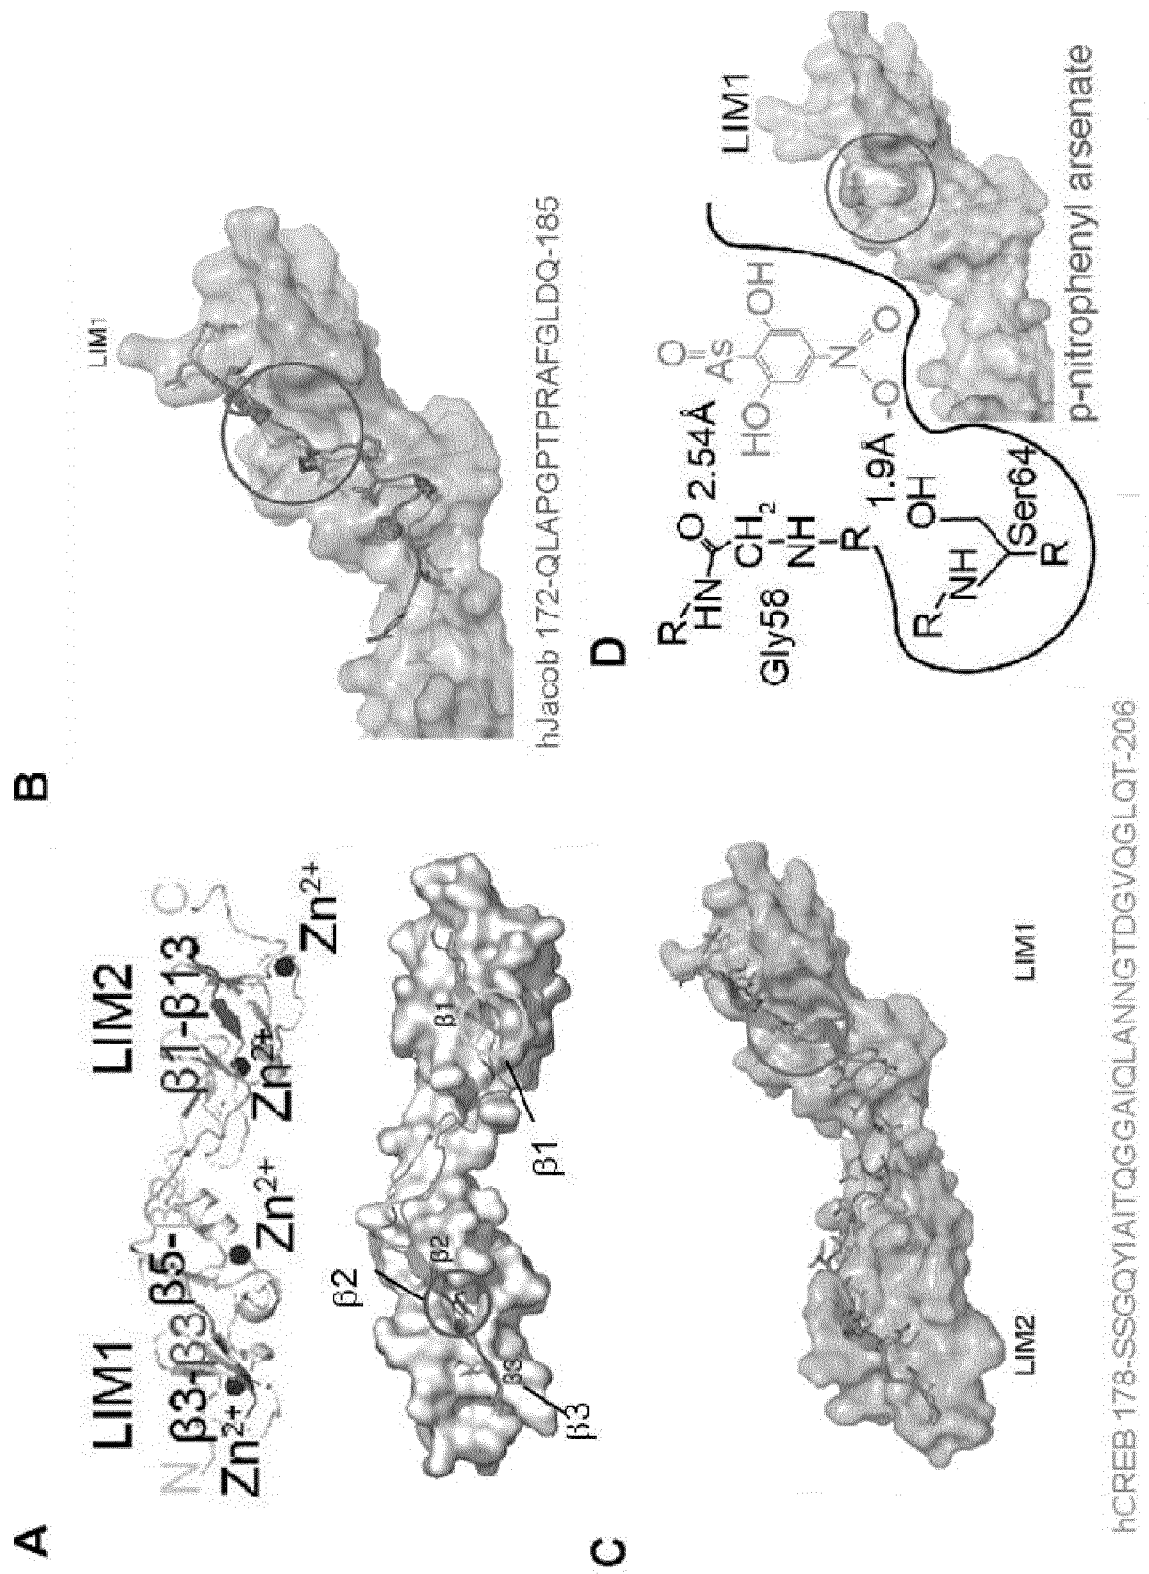 A
LIM1
LIM2
N
β3-β3
β5-
β1-β13
C
Zn2+
Zn2+
Zn2+
Zn2+
β2
β2
β1
β3
β3
β1
B
LIM1
hJacob 172-QLAPGPTPRAFGLDQ-185
C
LIM2
LIM1
hCREB 178-SSGQYIAITQGGAIQLANNGTDGVQGLQT-206
D
LIM1
R
HN
O
2.54Å
CH2
NH
R
Gly58
HO
As
O
OH
N
O
-O
1.9Å
OH
R
NH
Ser64
R
p-nitrophenyl arsenate